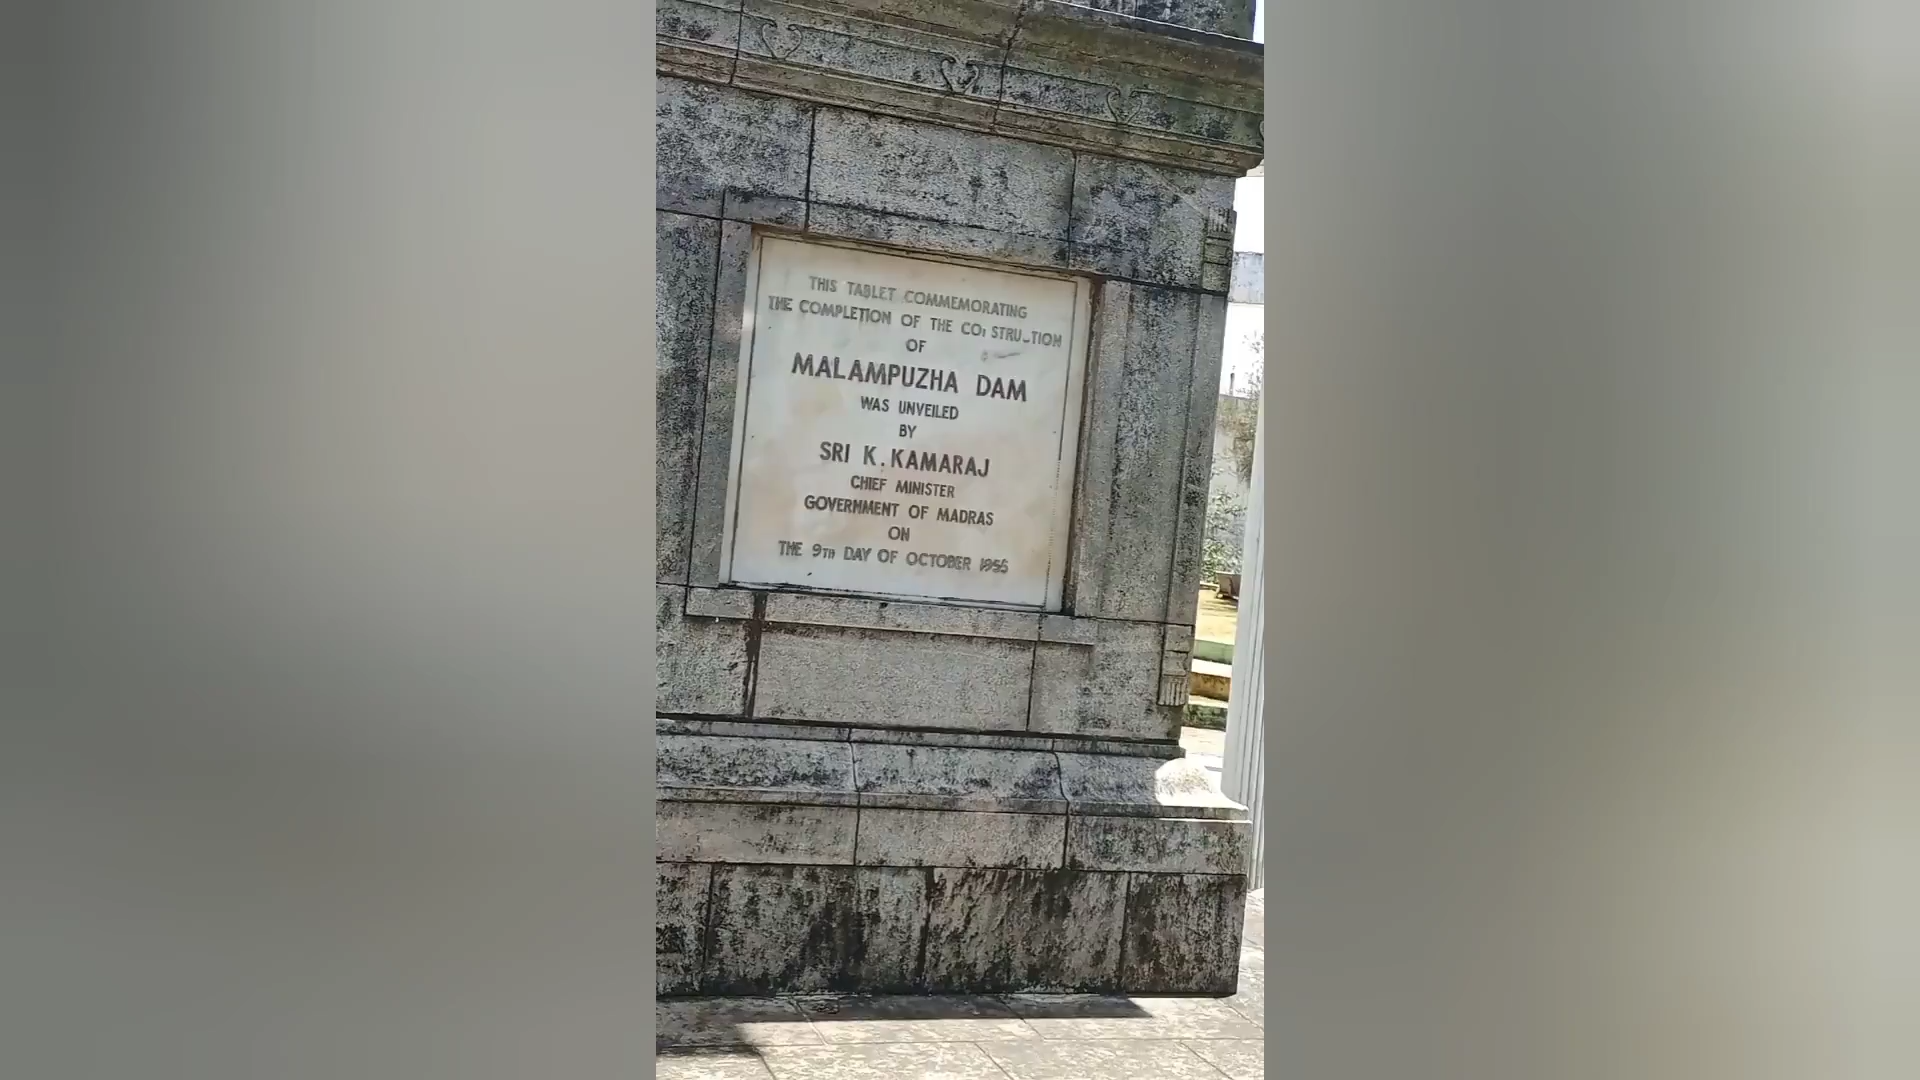 THIS TABLET COMMEMORATING
THE COMPLETION OF THE CONSTRUCTION
OF
MALAMPUZHA DAM
WAS UNVEILED
BY
SRI K. KAMARAJ
CHIEF MINISTER
GOVERNMENT OF MADRAS
ON
THE 9TH DAY OF OCTOBER 1955